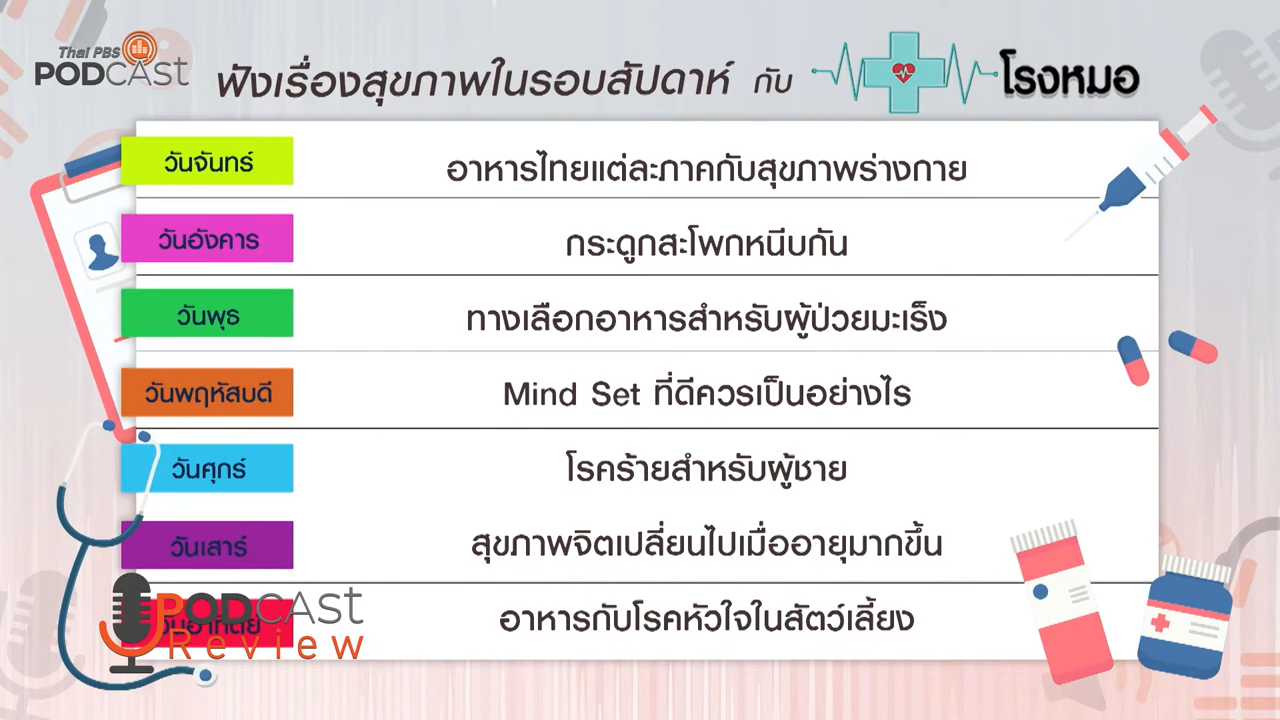 Thai PBS
PODCAST
ฟังเรื่องสุขภาพในรอบสัปดาห์ กับ โรงหมอ
วันจันทร์ อาหารไทยแต่ละภาคกับสุขภาพร่างกาย
วันอังคาร กระดูกสะโพกหนีบกัน
วันพุธ ทางเลือกอาหารสำหรับผู้ป่วยมะเร็ง
วันพฤหัสบดี Mind Set ที่ดีควรเป็นอย่างไร
วันศุกร์ โรคร้ายสำหรับผู้ชาย
วันเสาร์ สุขภาพจิตเปลี่ยนไปเมื่ออายุมากขึ้น
วันอาทิตย์ อาหารกับโรคหัวใจในสัตว์เลี้ยง
PODCAST
Review